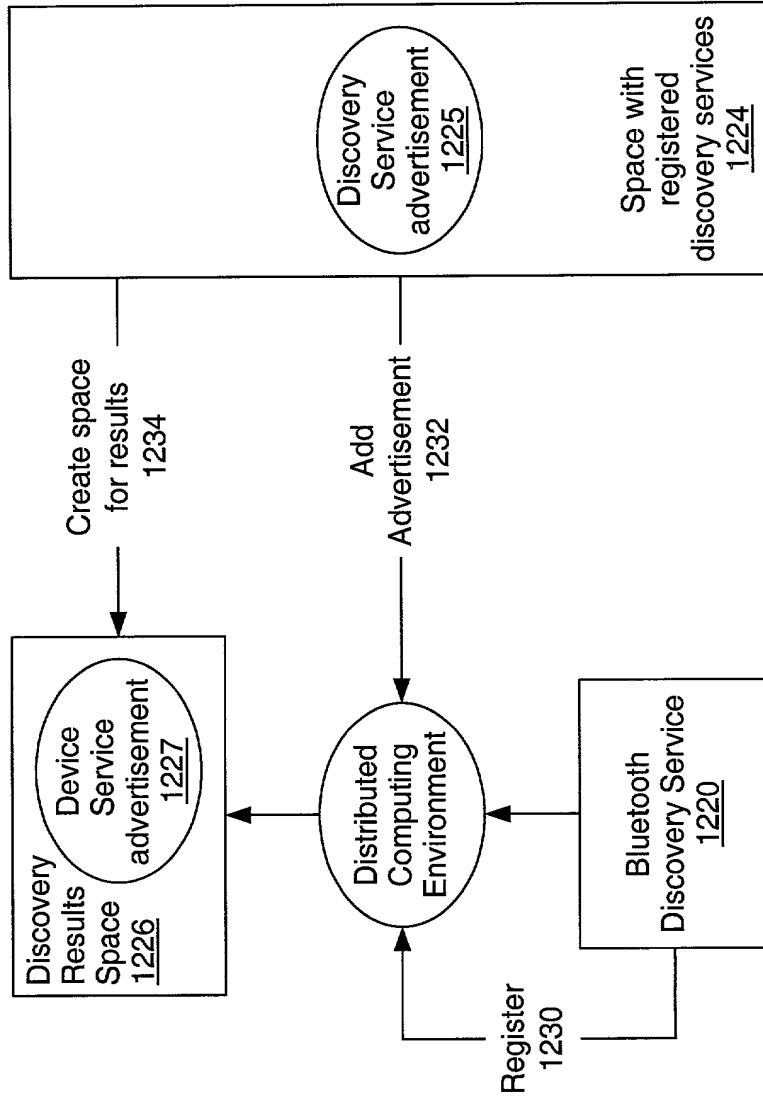 Discovery
Results
Space
1226
Device
Service
advertisement
1227
Create space
for results
1234
Distributed
Computing
Environment
Add
Advertisement
1232
Discovery
Service
advertisement
1225
Register
1230
Bluetooth
Discovery Service
1220
Space with
registered
discovery services
1224